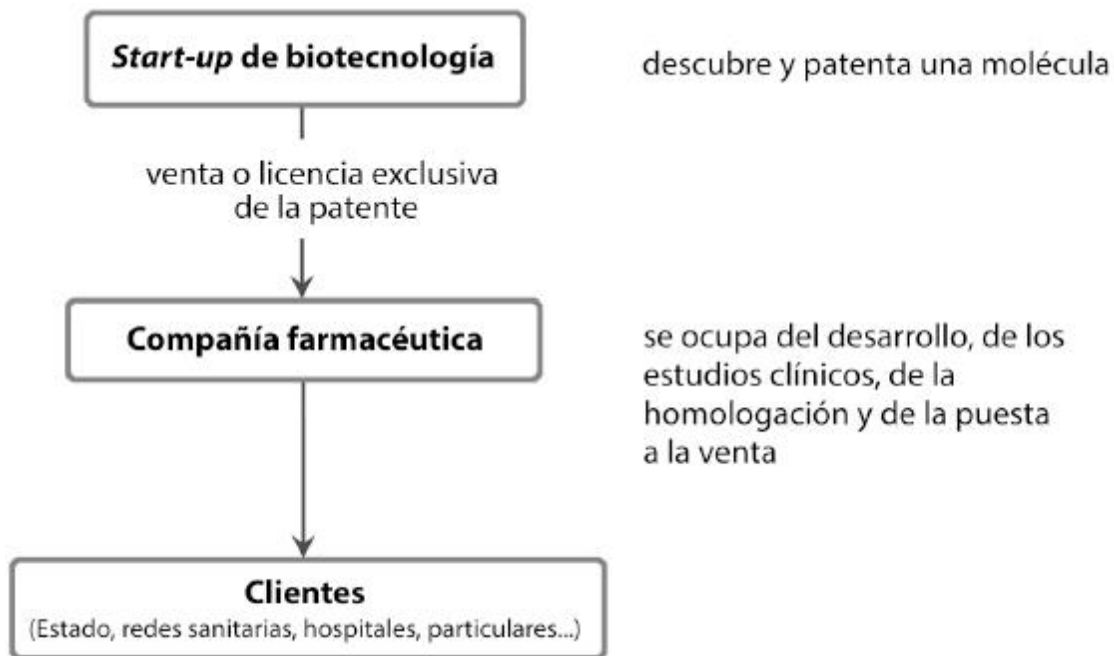 Start-up de biotecnología
descubre y patenta una molécula
venta o licencia exclusiva
de la patente
Compañía farmacéutica
se ocupa del desarrollo, de los
estudios clínicos, de la
homologación y de la puesta
a la venta
Clientes
(Estado, redes sanitarias, hospitales, particulares...)